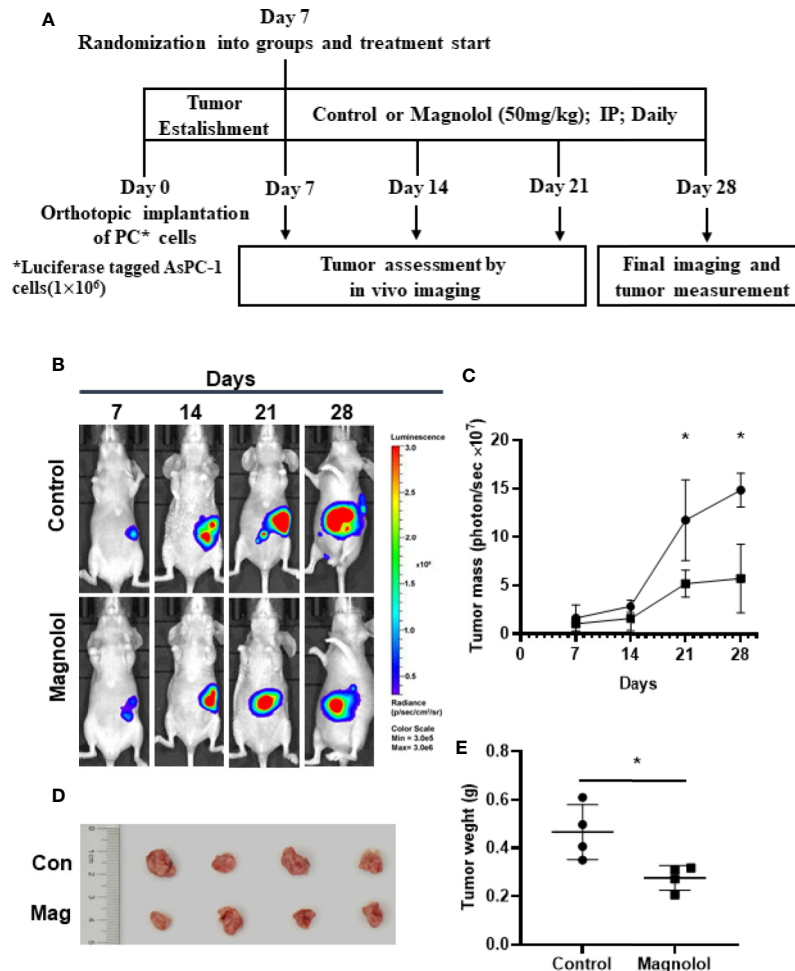 A
Day 7
Randomization into groups and treatment start
Tumor
Estalishment
Control or Magnolol (50mg/kg); IP; Daily
Day 0
Day 7
Day 14
Day 21
Day 28
Orthotopic implantation
of PC* cells
*Luciferase tagged AsPC-1
cells(1×10⁶)
Tumor assessment by
in vivo imaging
Final imaging and
tumor measurement
B
Days
7 14 21 28
Control
Magnolol
Luminescence
3.0
2.0
1.5
1.0
0.5
Radiance
(p/sec/cm²/sr)
Color Scale
Min = 3.0e5
Max= 3.0e6
C
Tumor mass (photon/sec ×10⁷)
20
15
10
5
0
* *
0 7 14 21 28
Days
D
Con
Mag
0
1cm
2
3
4
5
E
Tumor weght (g)
0.8
0.6
0.4
0.2
0.0
*
Control Magnolol